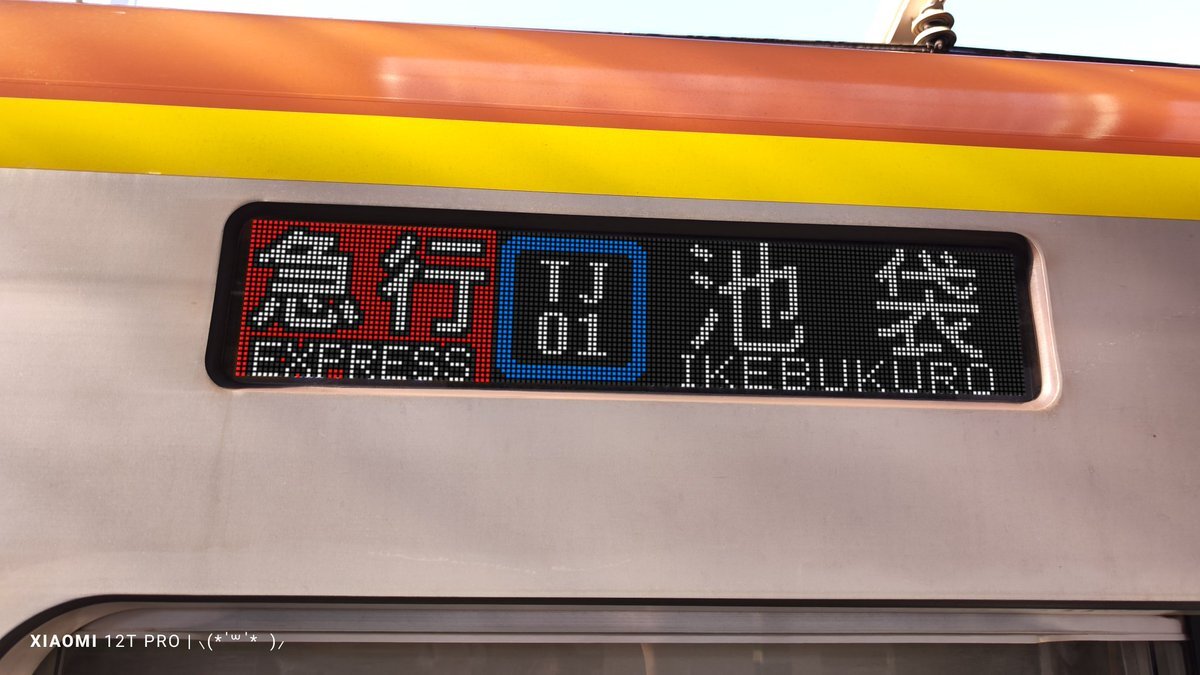 急行
EXPRESS
TJ
01
池袋
IKEBUKURO
XIAOMI 12T PRO | ヽ(*'꒳'* )ﾉ